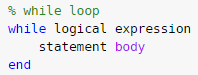 % while loop
while logical expression
    statement body
end